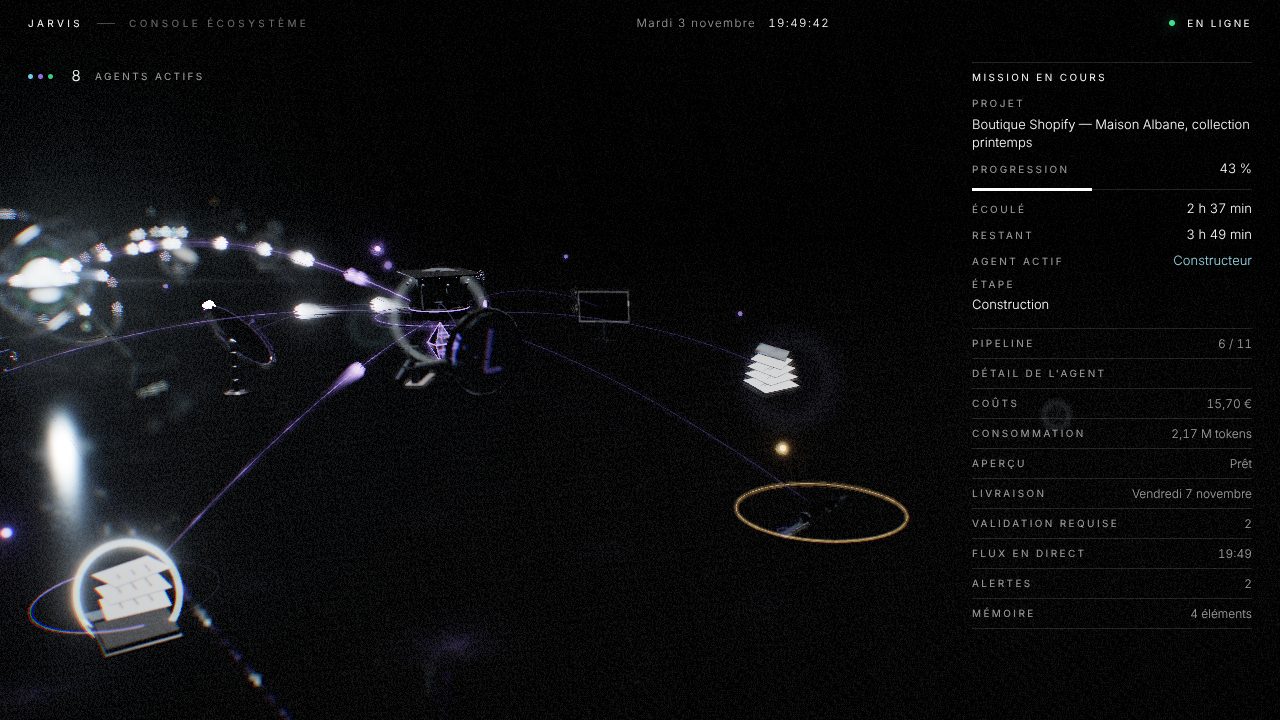 JARVIS — CONSOLE ÉCOSYSTÈME
Mardi 3 novembre 19:49:42
EN LIGNE
8 AGENTS ACTIFS
MISSION EN COURS
PROJET
Boutique Shopify — Maison Albane, collection
printemps
PROGRESSION 43 %
ÉCOULÉ 2 h 37 min
RESTANT 3 h 49 min
AGENT ACTIF Constructeur
ÉTAPE
Construction
PIPELINE 6 / 11
DÉTAIL DE L'AGENT
COÛTS 15,70 €
CONSOMMATION 2,17 M tokens
APERÇU Prêt
LIVRAISON Vendredi 7 novembre
VALIDATION REQUISE 2
FLUX EN DIRECT 19:49
ALERTES 2
MÉMOIRE 4 éléments